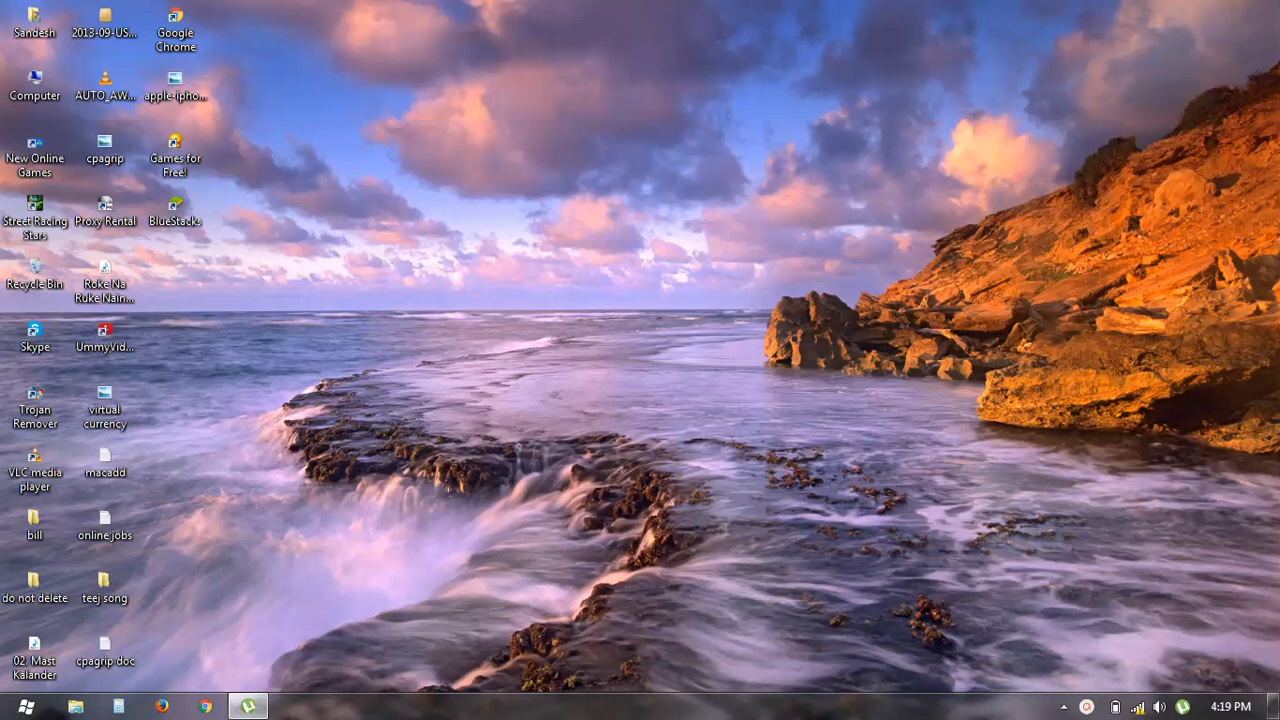 Sandesh
2013-09-US...
Google
Chrome
Computer
AUTO_AW...
apple-ipho...
New Online
Games
cpagrip
Games for
Free!
Street Racing
Stars
Proxy Rental
BlueStacks
Recycle Bin
Roke Na
Ruke Nain...
Skype
UmmyVid...
Trojan
Remover
virtual
currency
VLC media
player
macadd
bill
online jobs
do not delete
teej song
02. Mast
Kalander
cpagrip doc
4:19 PM